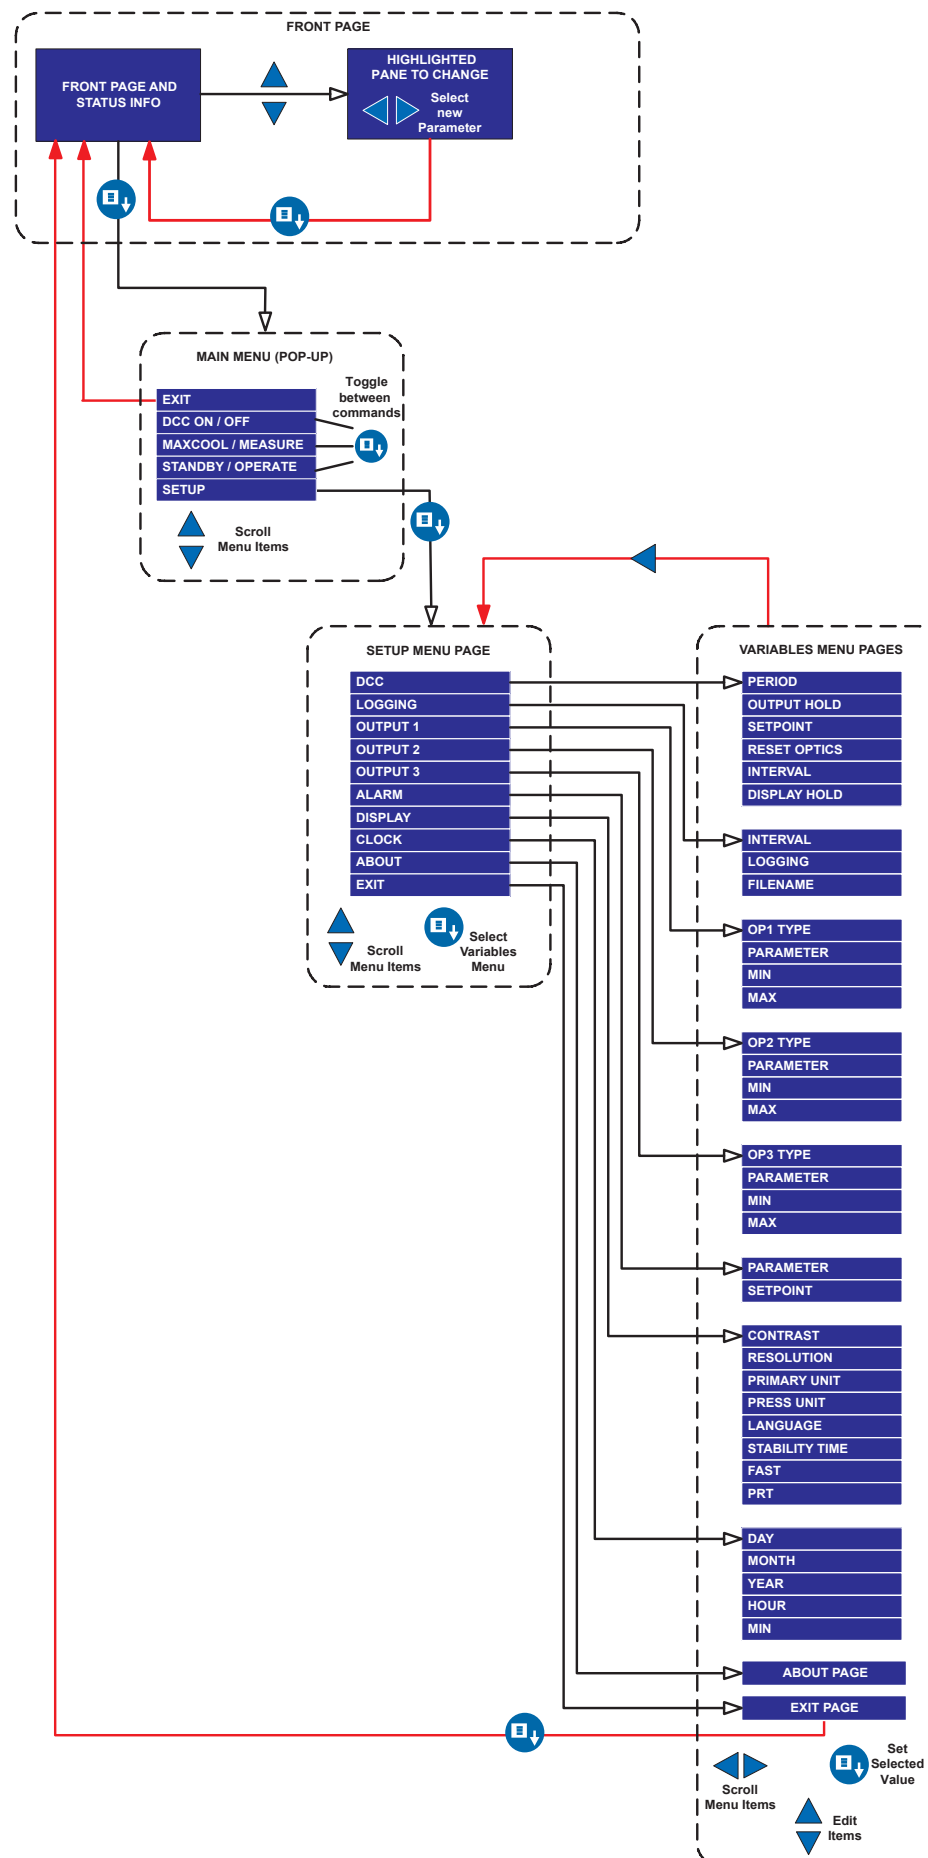 FRONT PAGE
FRONT PAGE AND
STATUS INFO
HIGHLIGHTED
PANE TO CHANGE
Select
new
Parameter
MAIN MENU (POP-UP)
Toggle
between
commands
EXIT
DCC ON / OFF
MAXCOOL / MEASURE
STANDBY / OPERATE
SETUP
Scroll
Menu Items
SETUP MENU PAGE
DCC
LOGGING
OUTPUT 1
OUTPUT 2
OUTPUT 3
ALARM
DISPLAY
CLOCK
ABOUT
EXIT
Scroll
Menu Items
Select
Variables
Menu
VARIABLES MENU PAGES
PERIOD
OUTPUT HOLD
SETPOINT
RESET OPTICS
INTERVAL
DISPLAY HOLD
INTERVAL
LOGGING
FILENAME
OP1 TYPE
PARAMETER
MIN
MAX
OP2 TYPE
PARAMETER
MIN
MAX
OP3 TYPE
PARAMETER
MIN
MAX
PARAMETER
SETPOINT
CONTRAST
RESOLUTION
PRIMARY UNIT
PRESS UNIT
LANGUAGE
STABILITY TIME
FAST
PRT
DAY
MONTH
YEAR
HOUR
MIN
ABOUT PAGE
EXIT PAGE
Scroll
Menu Items
Set
Selected
Value
Edit
Items